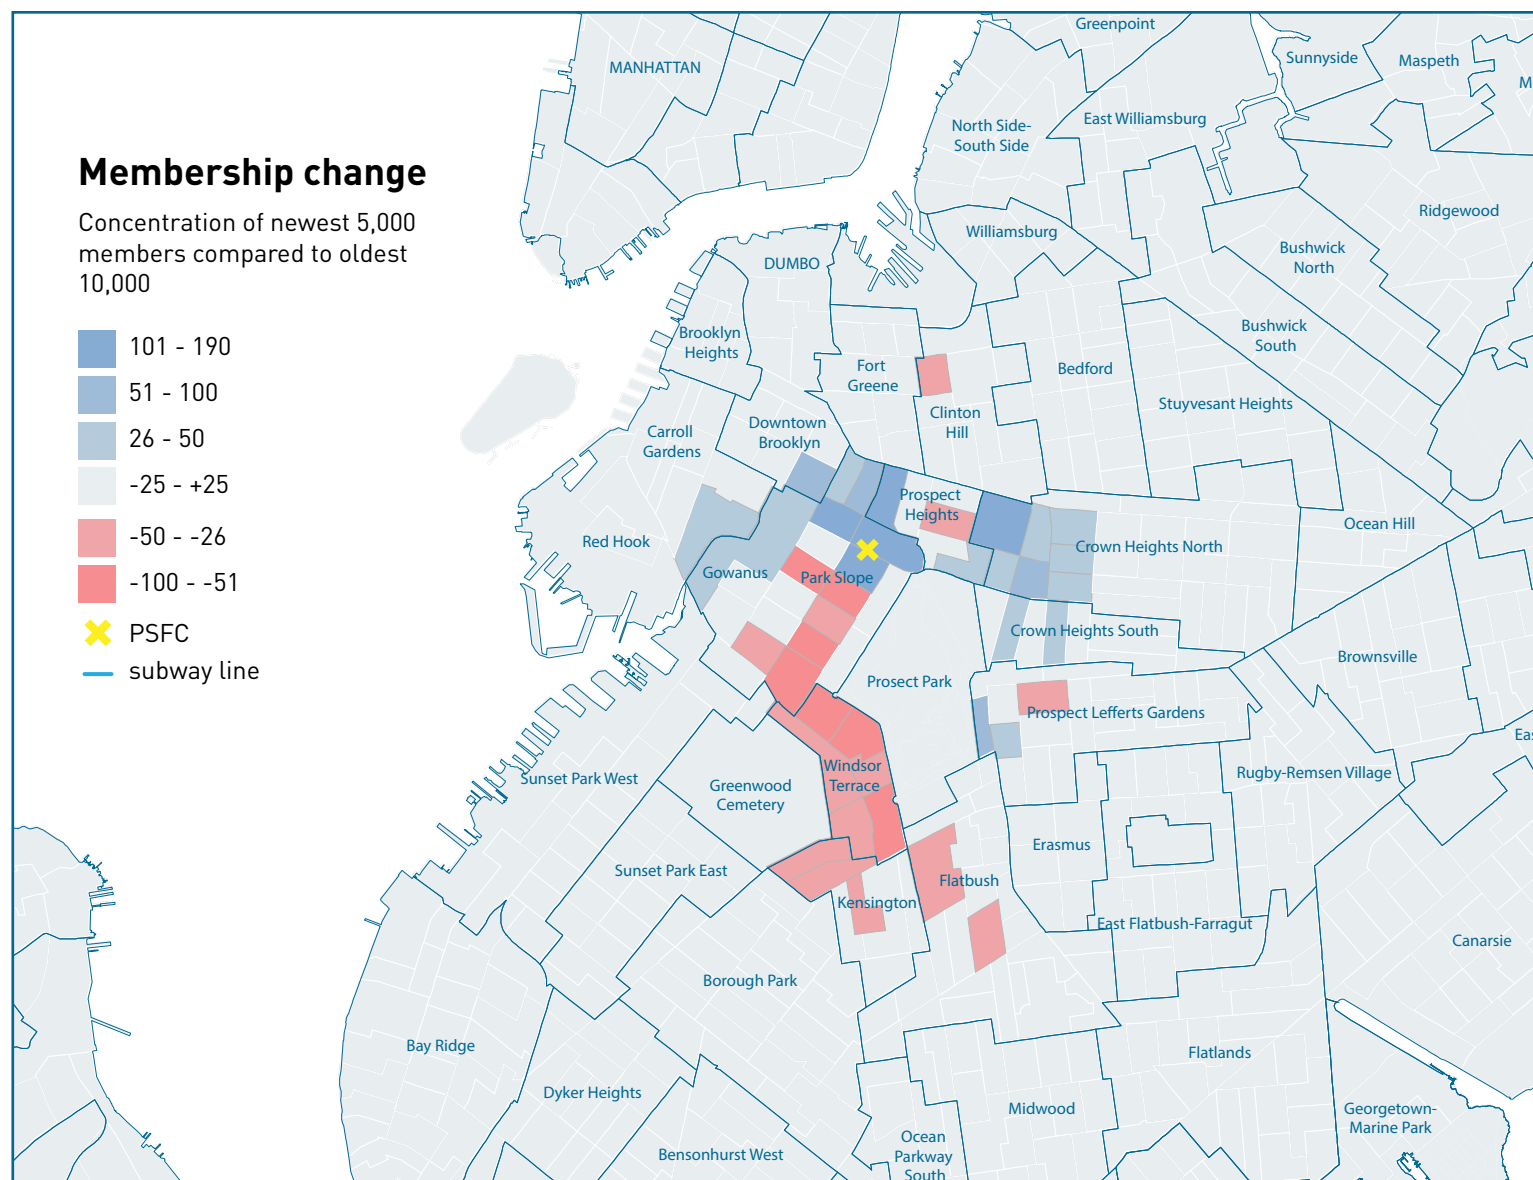 Membership change
Concentration of newest 5,000
members compared to oldest
10,000
101 - 190
51 - 100
26 - 50
-25 - +25
-50 - -26
-100 - -51
PSFC
subway line
MANHATTAN
Greenpoint
Sunnyside
Maspeth
M
North Side-
South Side
East Williamsburg
Ridgewood
Williamsburg
Bushwick
North
DUMBO
Brooklyn
Heights
Bushwick
South
Fort
Greene
Bedford
Clinton
Hill
Stuyvesant Heights
Carroll
Gardens
Downtown
Brooklyn
Prospect
Heights
Ocean Hill
Red Hook
Crown Heights North
Gowanus
Park Slope
Crown Heights South
Brownsville
Prosect Park
Prospect Lefferts Gardens
Eas
Sunset Park West
Greenwood
Cemetery
Windsor
Terrace
Rugby-Remsen Village
Erasmus
Sunset Park East
Flatbush
Kensington
East Flatbush-Farragut
Canarsie
Borough Park
Bay Ridge
Flatlands
Dyker Heights
Midwood
Georgetown-
Marine Park
Bensonhurst West
Ocean
Parkway
South